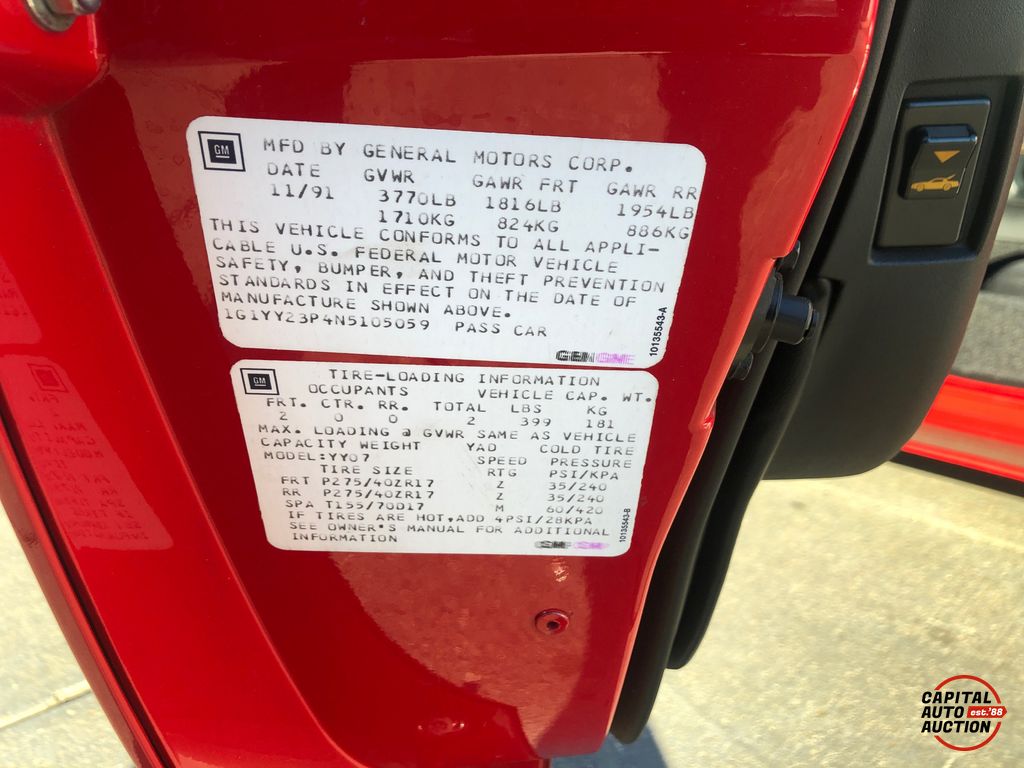 GM MFD BY GENERAL MOTORS CORP.
DATE GVWR GAWR FRT GAWR RR
11/91 3770LB 1816LB 1954LB
1710KG 824KG 886KG
THIS VEHICLE CONFORMS TO ALL APPLI-
CABLE U.S. FEDERAL MOTOR VEHICLE
SAFETY, BUMPER, AND THEFT PREVENTION
STANDARDS IN EFFECT ON THE DATE OF
MANUFACTURE SHOWN ABOVE.
1G1YY23P4N5105059 PASS CAR
10135543-A
GM TIRE-LOADING INFORMATION
OCCUPANTS VEHICLE CAP. WT.
FRT. CTR. RR. TOTAL LBS KG
2 0 0 2 399 181
MAX. LOADING @ GVWR SAME AS VEHICLE
CAPACITY WEIGHT YAD COLD TIRE
MODEL:YY07 SPEED PRESSURE
TIRE SIZE RTG PSI/KPA
FRT P275/40ZR17 Z 35/240
RR P275/40ZR17 Z 35/240
SPA T155/70D17 M 60/420
IF TIRES ARE HOT,ADD 4PSI/28KPA
SEE OWNER'S MANUAL FOR ADDITIONAL
INFORMATION
10135543-B
CAPITAL
AUTO est.'88
AUCTION